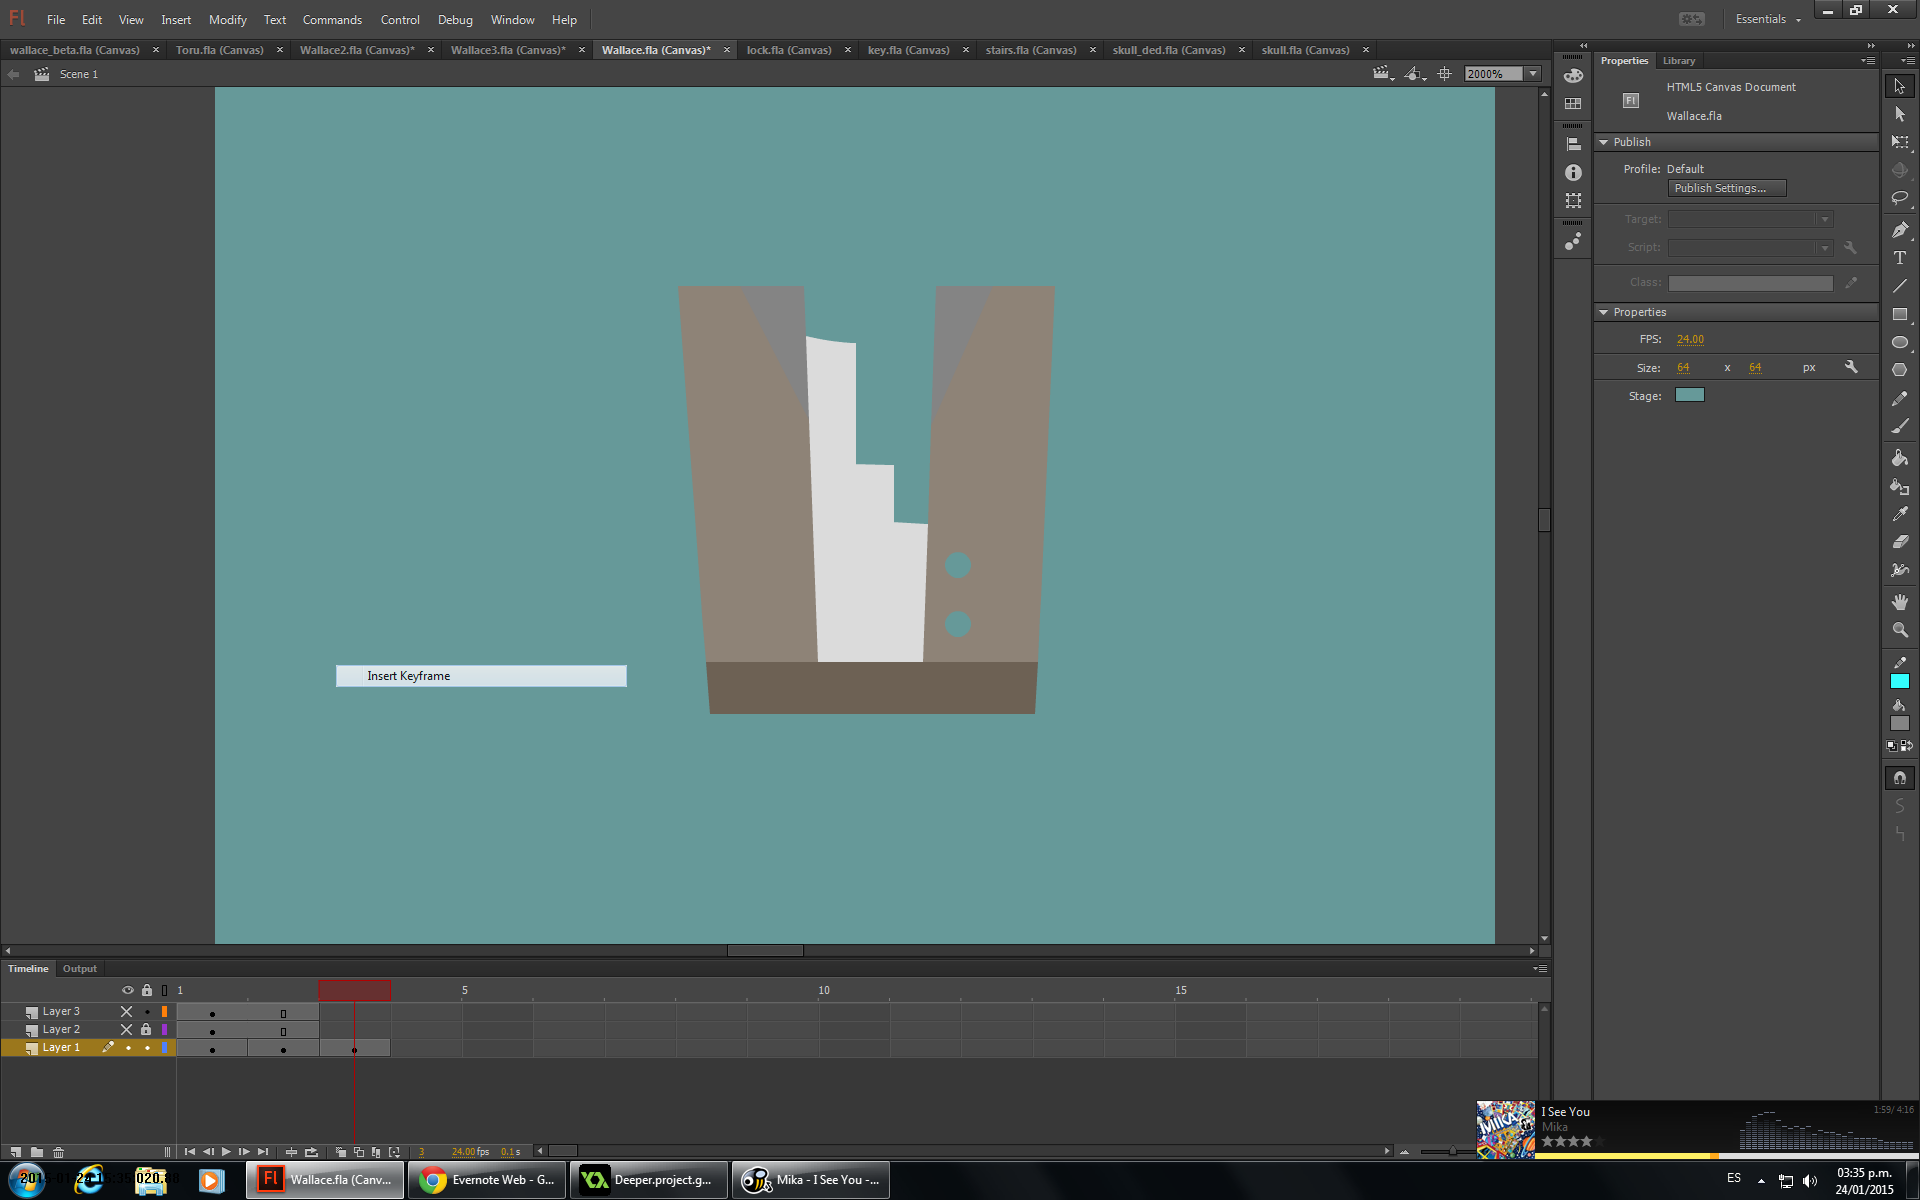 Fl File Edit View Insert Modify Text Commands Control Debug Window Help Essentials
wallace_beta.fla (Canvas) × Toru.fla (Canvas) × Wallace2.fla (Canvas)* × Wallace3.fla (Canvas)* × Wallace.fla (Canvas)* × lock.fla (Canvas) × key.fla (Canvas) × stairs.fla (Canvas) × skull_ded.fla (Canvas) × skull.fla (Canvas) ×
Scene 1 2000%
Properties Library
HTML5 Canvas Document
Fl
Wallace.fla
Publish
Profile: Default
Publish Settings...
Target:
Script:
Class:
Properties
FPS: 24.00
Size: 64 x 64 px
Stage:
Insert Keyframe
Timeline Output
1 5 10 15
Layer 3
Layer 2
Layer 1
3 24.00 fps 0.1 s
MIKA
I See You 1:59/ 4:16
Mika
Wallace.fla (Canv... Evernote Web - G... Deeper.project.g... Mika - I See You -...
ES 03:35 p.m.
24/01/2015